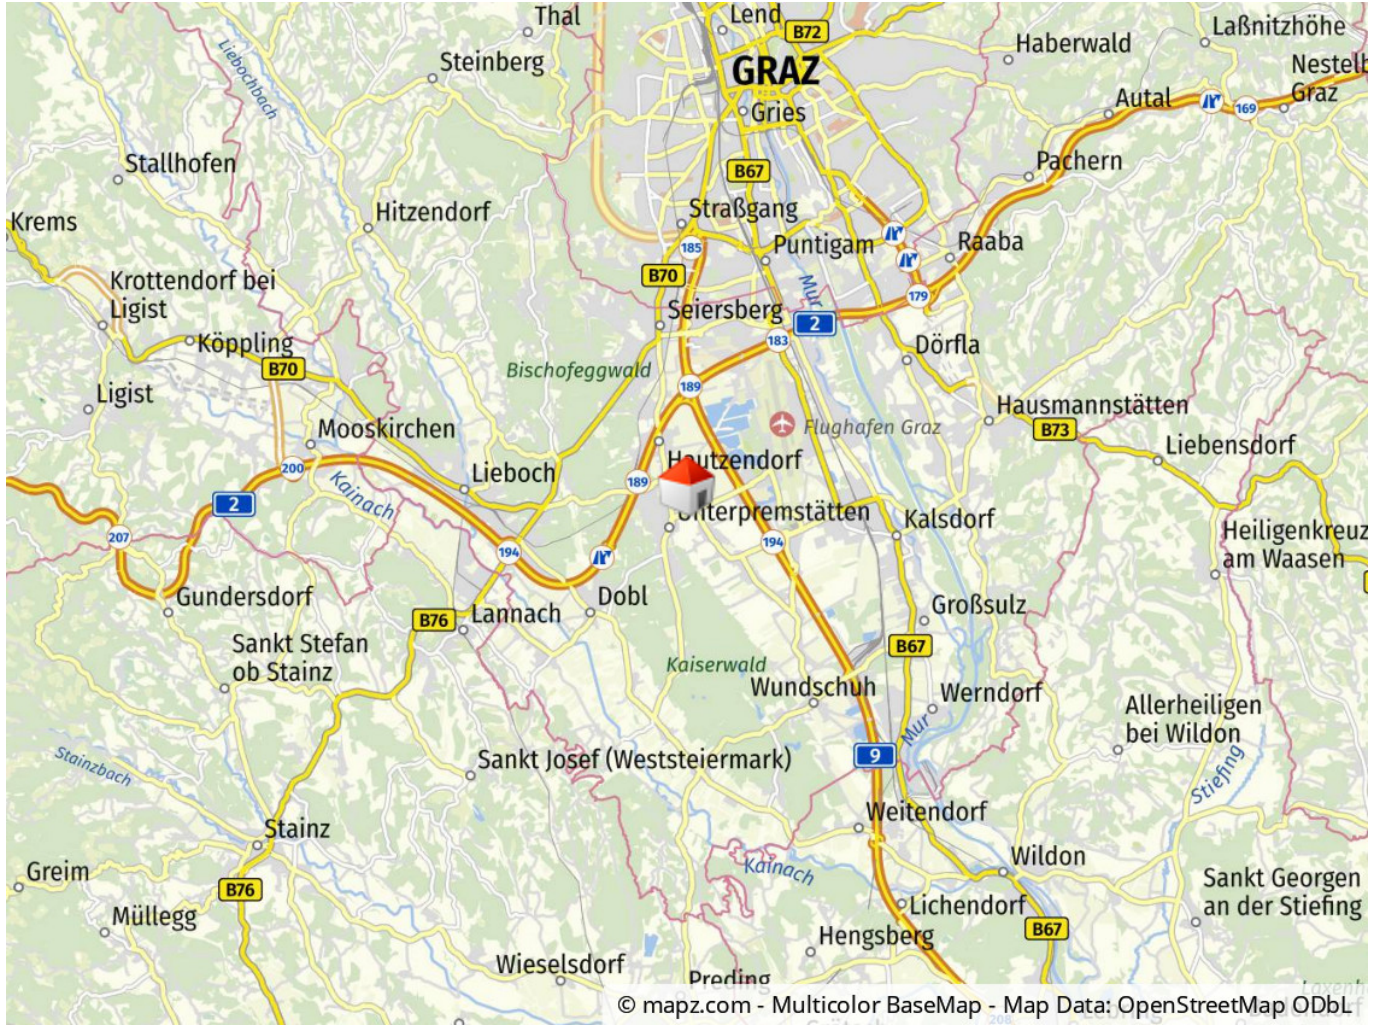 Thal
Lend
B72
Laßnitzhöhe
Haberwald
Steinberg
GRAZ
Liebochbach
Autal
169
Graz
Gries
Stallhofen
B67
Pachern
Krems
Hitzendorf
Straßgang
185
Puntigam
Raaba
B70
Mur
Krottendorf bei
Ligist
179
Seiersberg
2
183
Köppling
Dörfla
B70
Bischofeggwald
189
Ligist
Hausmannstätten
Mooskirchen
Flughafen Graz
B73
Liebensdorf
200
Lieboch
189
Hautzendorf
Kainach
2
Unterpremstätten
Kalsdorf
Heiligenkreuz
am Waasen
207
194
194
Gundersdorf
Dobl
Großsulz
B76
Lannach
Sankt Stefan
ob Stainz
B67
Kaiserwald
Wundschuh
Werndorf
Allerheiligen
bei Wildon
Mur
Stainzbach
Sankt Josef (Weststeiermark)
9
Stiefing
Weitendorf
Stainz
Wildon
Greim
Kainach
B76
Sankt Georgen
an der Stiefing
Müllegg
Lichendorf
B67
Hengsberg
Wieselsdorf
Preding
© mapz.com - Multicolor BaseMap - Map Data: OpenStreetMap ODbL
208